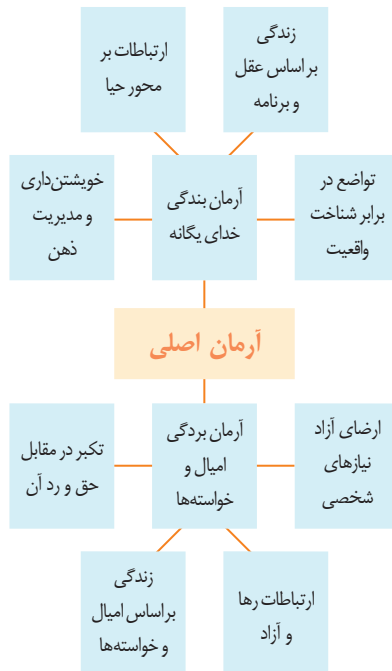 زندگی
بر اساس عقل
و برنامه
ارتباطات بر
محور حیا
تواضع در
برابر شناخت
واقعیت
آرمان بندگی
خدای یگانه
خویشتن‌داری
و مدیریت
ذهن
آرمان اصلی
ارضای آزاد
نیازهای
شخصی
آرمان بردگی
امیال و
خواسته‌ها
تکبر در مقابل
حق و رد آن
ارتباطات رها
و آزاد
زندگی
براساس امیال
و خواسته‌ها